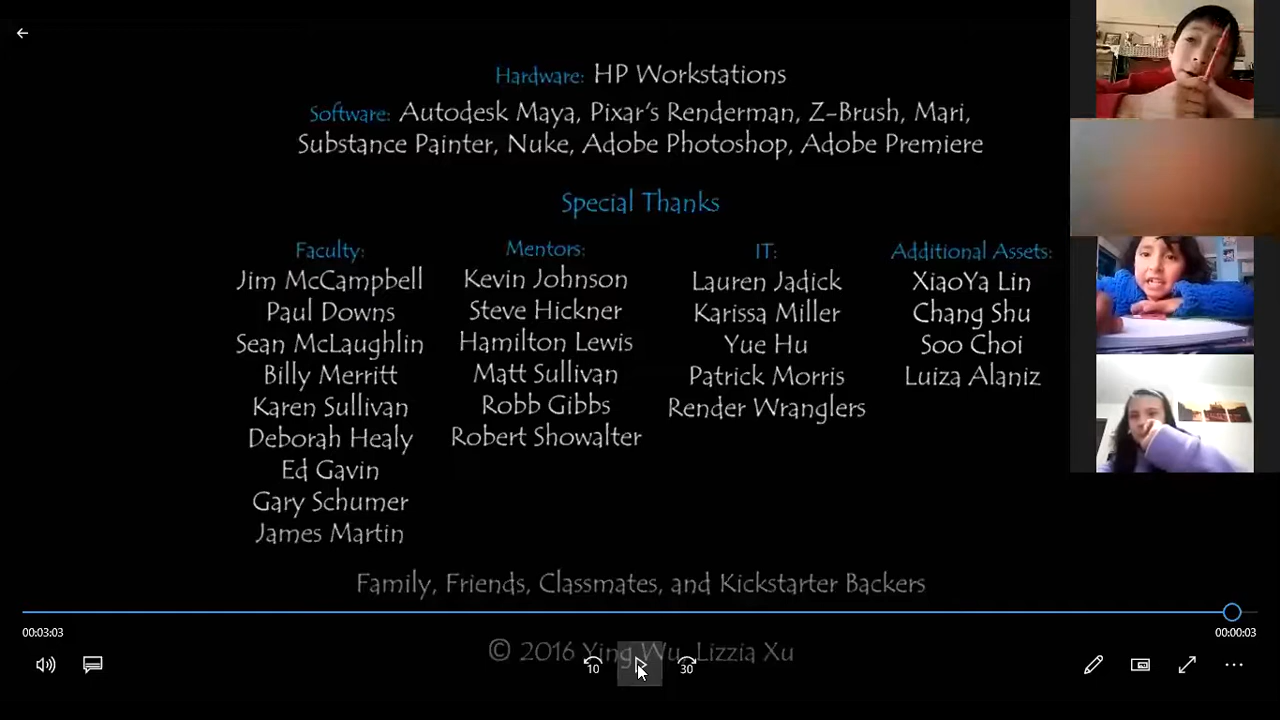 Hardware: HP Workstations
Software: Autodesk Maya, Pixar's Renderman, Z-Brush, Mari,
Substance Painter, Nuke, Adobe Photoshop, Adobe Premiere
Special Thanks
Faculty:
Jim McCampbell
Paul Downs
Sean McLaughlin
Billy Merritt
Karen Sullivan
Deborah Healy
Ed Gavin
Gary Schumer
James Martin
Mentors:
Kevin Johnson
Steve Hickner
Hamilton Lewis
Matt Sullivan
Robb Gibbs
Robert Showalter
IT:
Lauren Jadick
Karissa Miller
Yue Hu
Patrick Morris
Render Wranglers
Additional Assets:
XiaoYa Lin
Chang Shu
Soo Choi
Luiza Alaniz
Family, Friends, Classmates, and Kickstarter Backers
00:03:03
00:00:03
© 2016 Ying Wu, Lizzia Xu
10
30